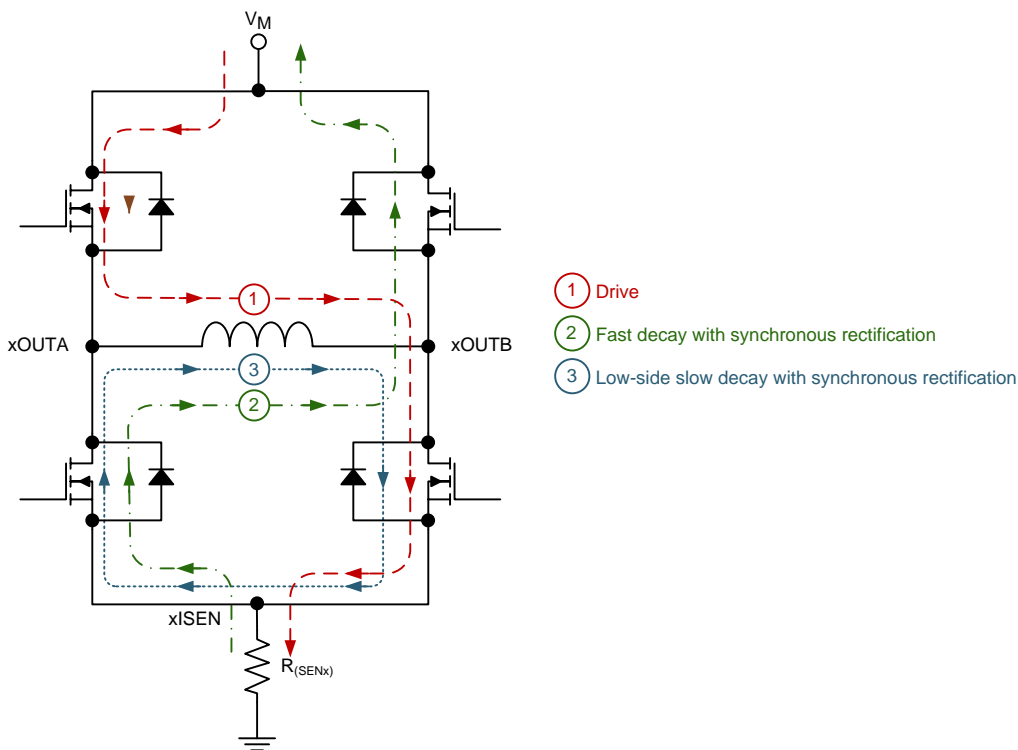 VM
1
1 Drive
2 Fast decay with synchronous rectification
xOUTA
xOUTB
3
3 Low-side slow decay with synchronous rectification
2
xISEN
R(SENx)